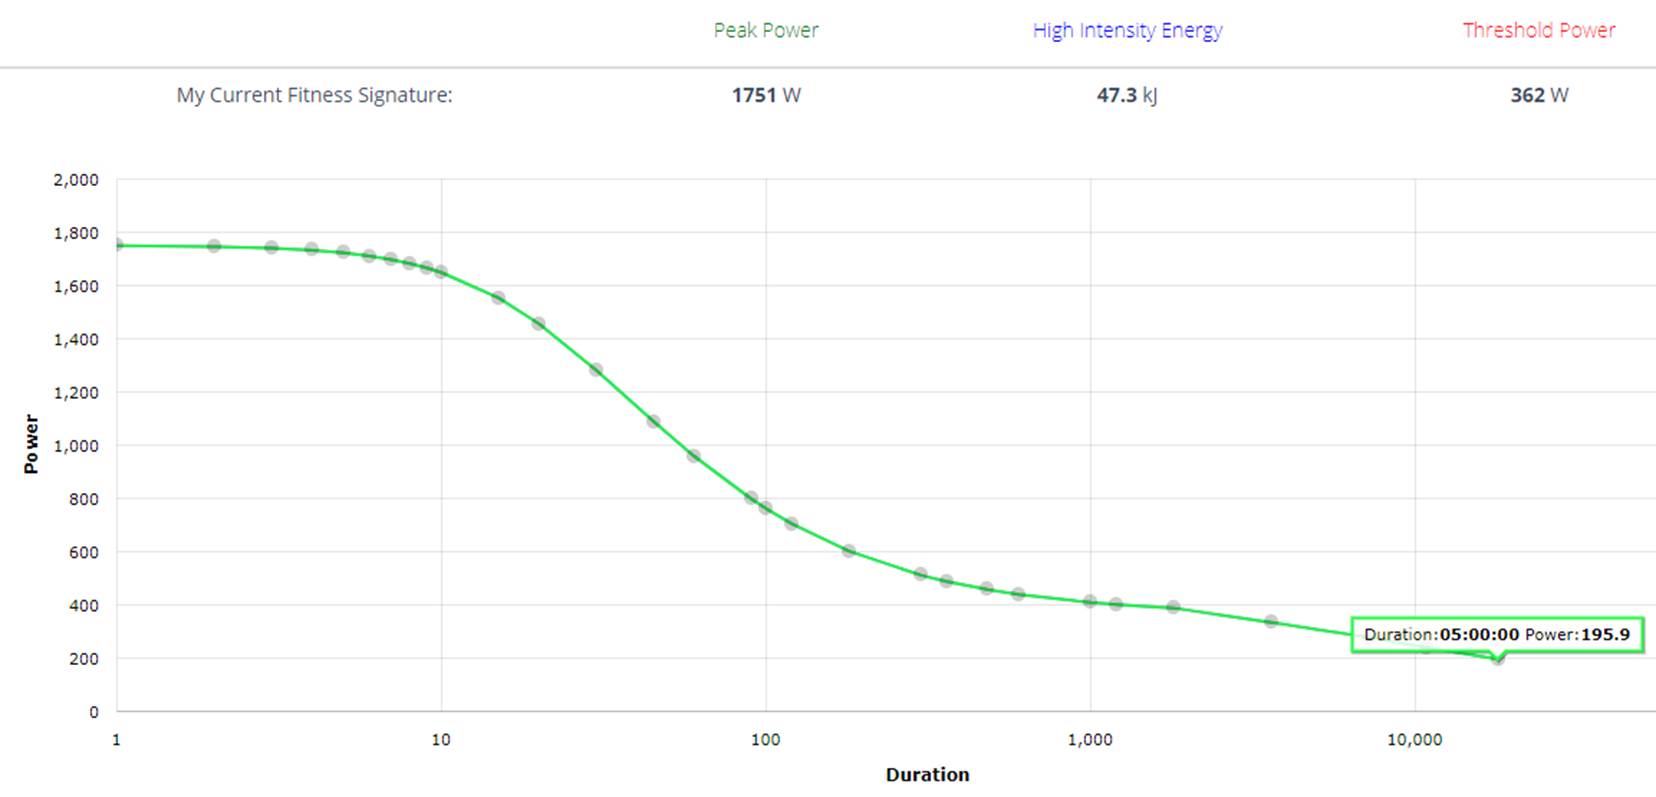 Peak Power High Intensity Energy Threshold Power
My Current Fitness Signature: 1751 W 47.3 kJ 362 W
2,000
1,800
1,600
1,400
1,200
1,000
800
600
400
200
0
Power
Duration:05:00:00 Power:195.9
1 10 100 1,000 10,000
Duration